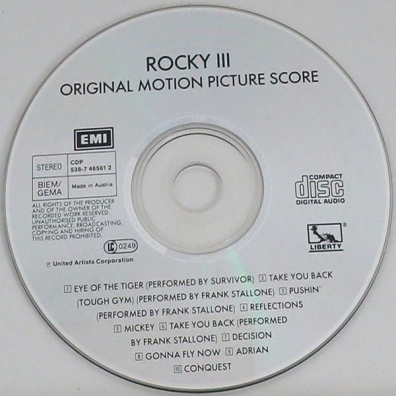 ROCKY III
ORIGINAL MOTION PICTURE SCORE
EMI
STEREO
CDP
538-7 46561 2
BIEM/
GEMA
Made in Austria
ALL RIGHTS OF THE PRODUCER
AND OF THE OWNER OF THE
RECORDED WORK RESERVED.
UNAUTHORISED PUBLIC
PERFORMANCE, BROADCASTING,
COPYING AND HIRING OF
THIS RECORD PROHIBITED.
LC 0249
℗ United Artists Corporation
COMPACT
disc
DIGITAL AUDIO
LIBERTY
1 EYE OF THE TIGER (PERFORMED BY SURVIVOR) 2 TAKE YOU BACK
(TOUGH GYM) (PERFORMED BY FRANK STALLONE) 3 PUSHIN'
(PERFORMED BY FRANK STALLONE) 4 REFLECTIONS
5 MICKEY 6 TAKE YOU BACK (PERFORMED
BY FRANK STALLONE) 7 DECISION
8 GONNA FLY NOW 9 ADRIAN
10 CONQUEST